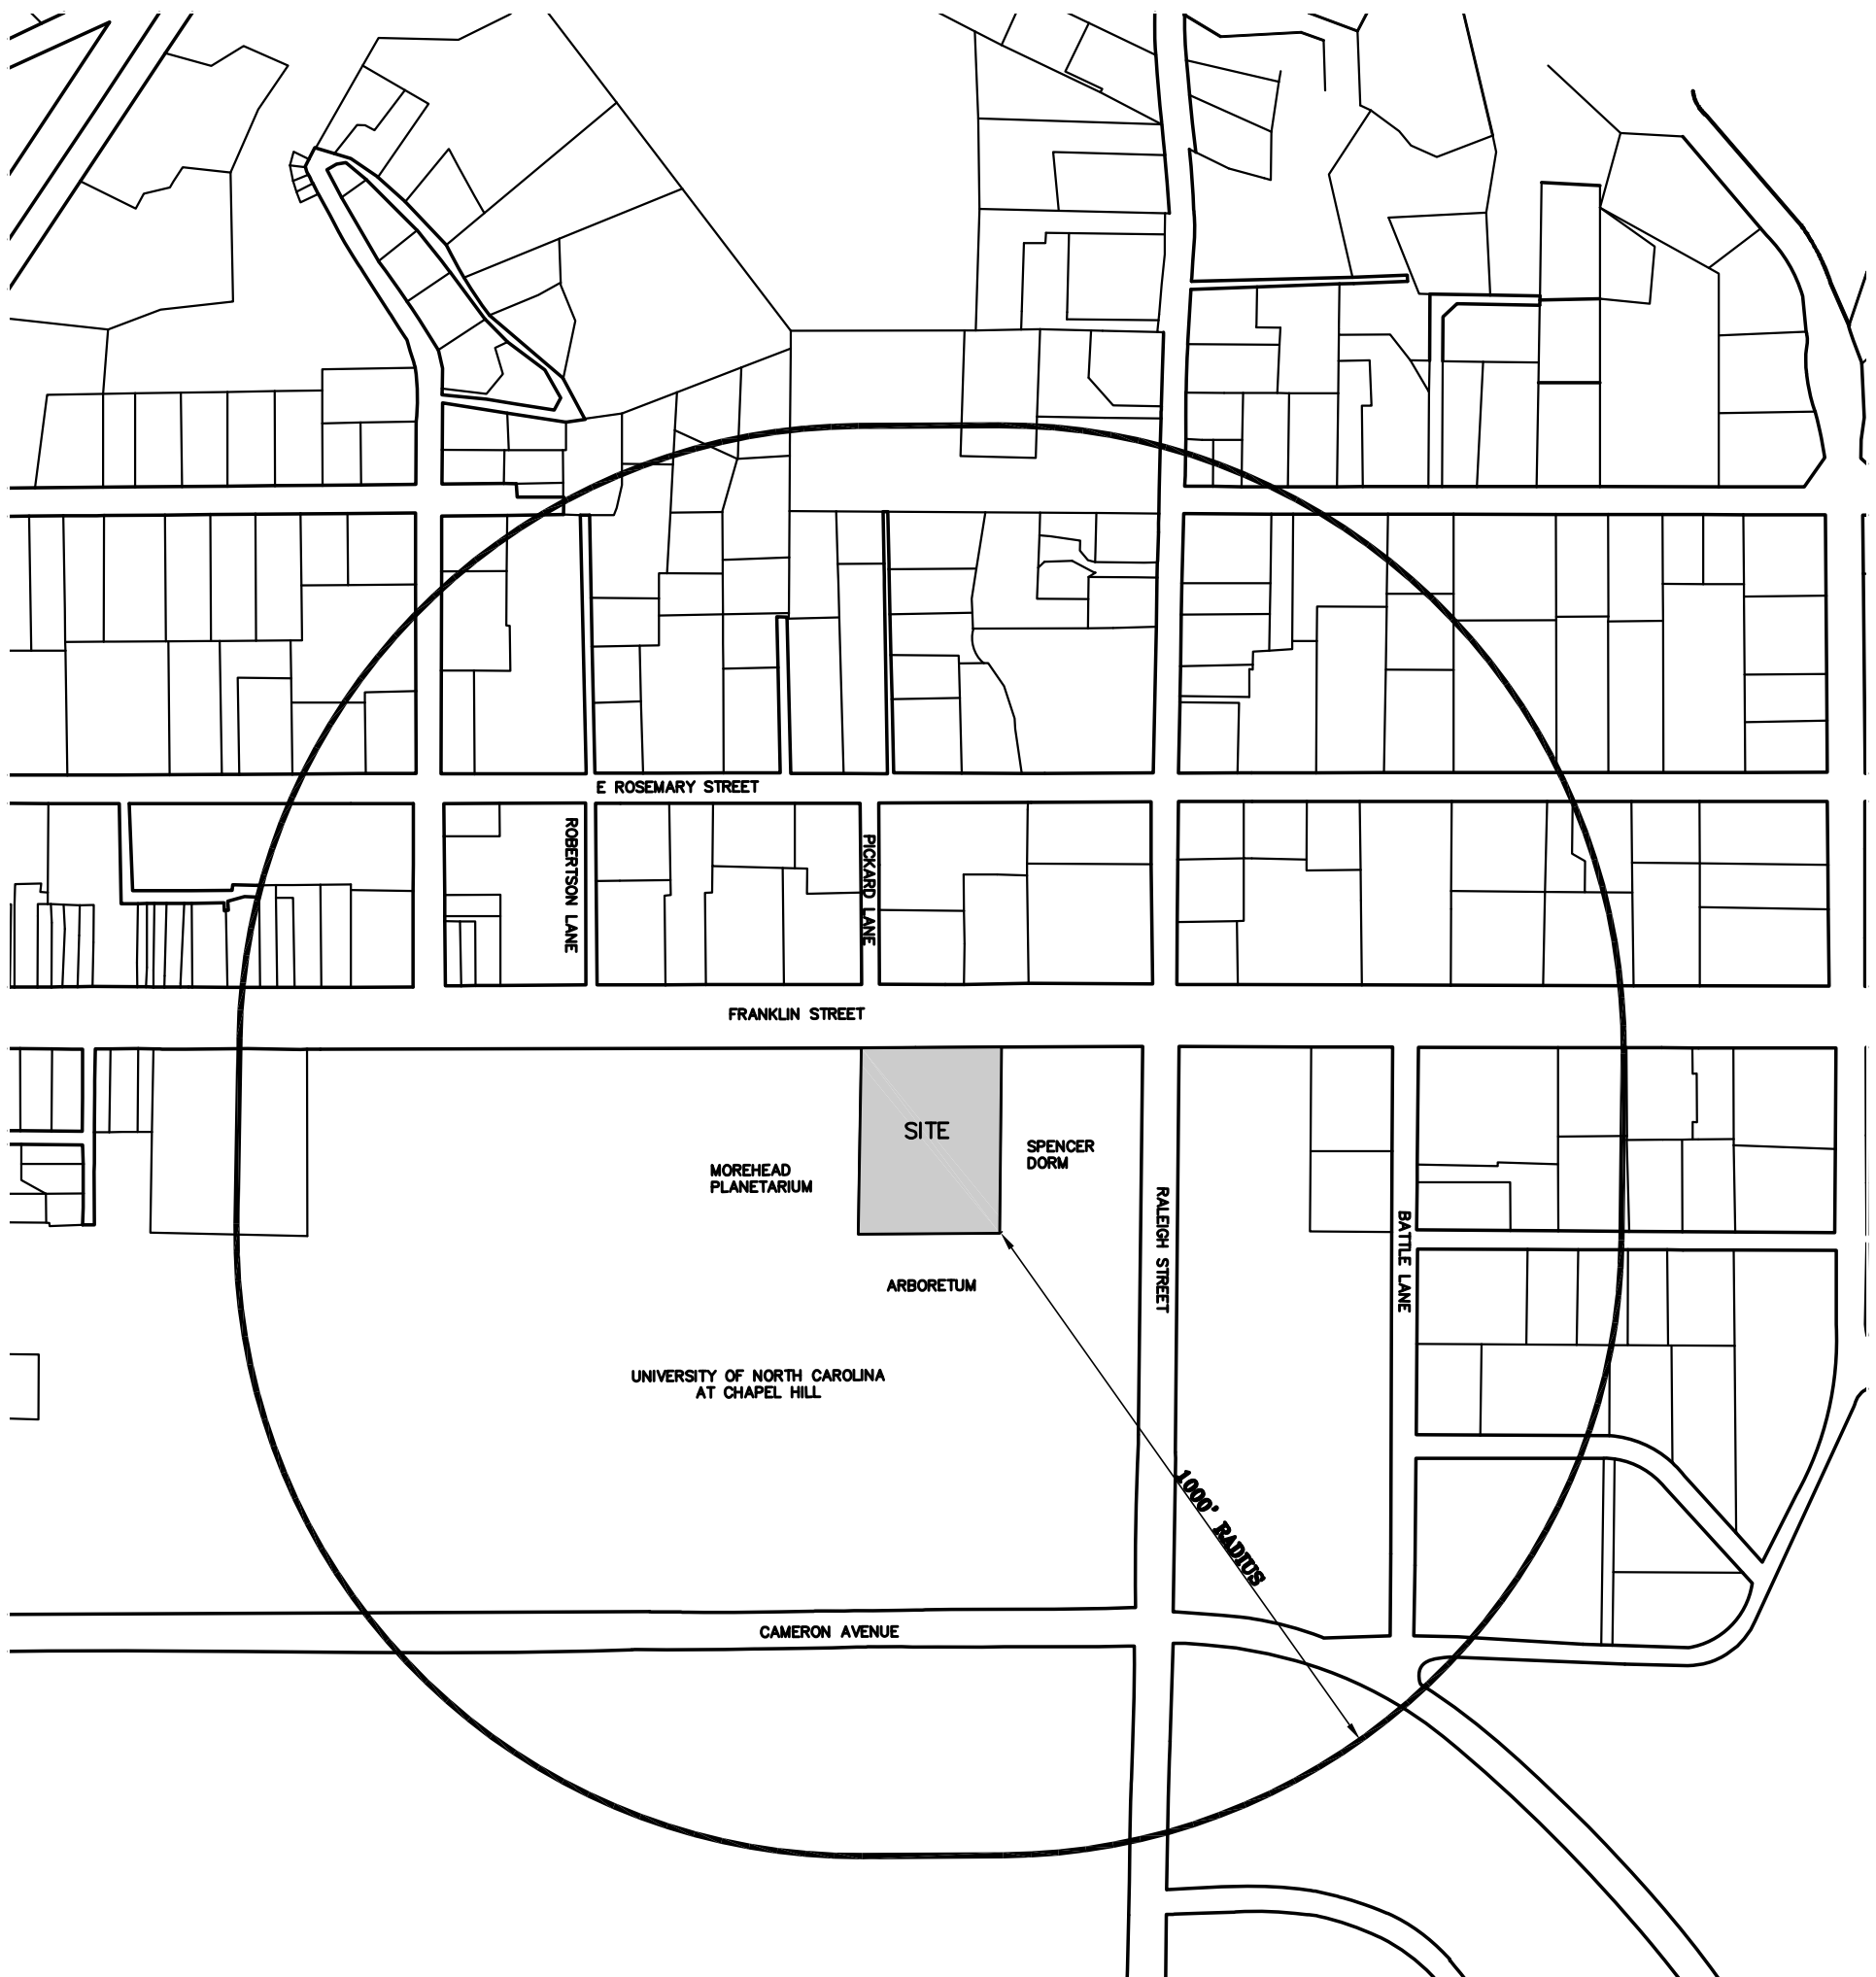 E ROSEMARY STREET
ROBERTSON LANE
PICKARD LANE
FRANKLIN STREET
SITE
SPENCER
DORM
MOREHEAD
PLANETARIUM
RALEIGH STREET
BATTLE LANE
ARBORETUM
UNIVERSITY OF NORTH CAROLINA
AT CHAPEL HILL
1000' RADIUS
CAMERON AVENUE